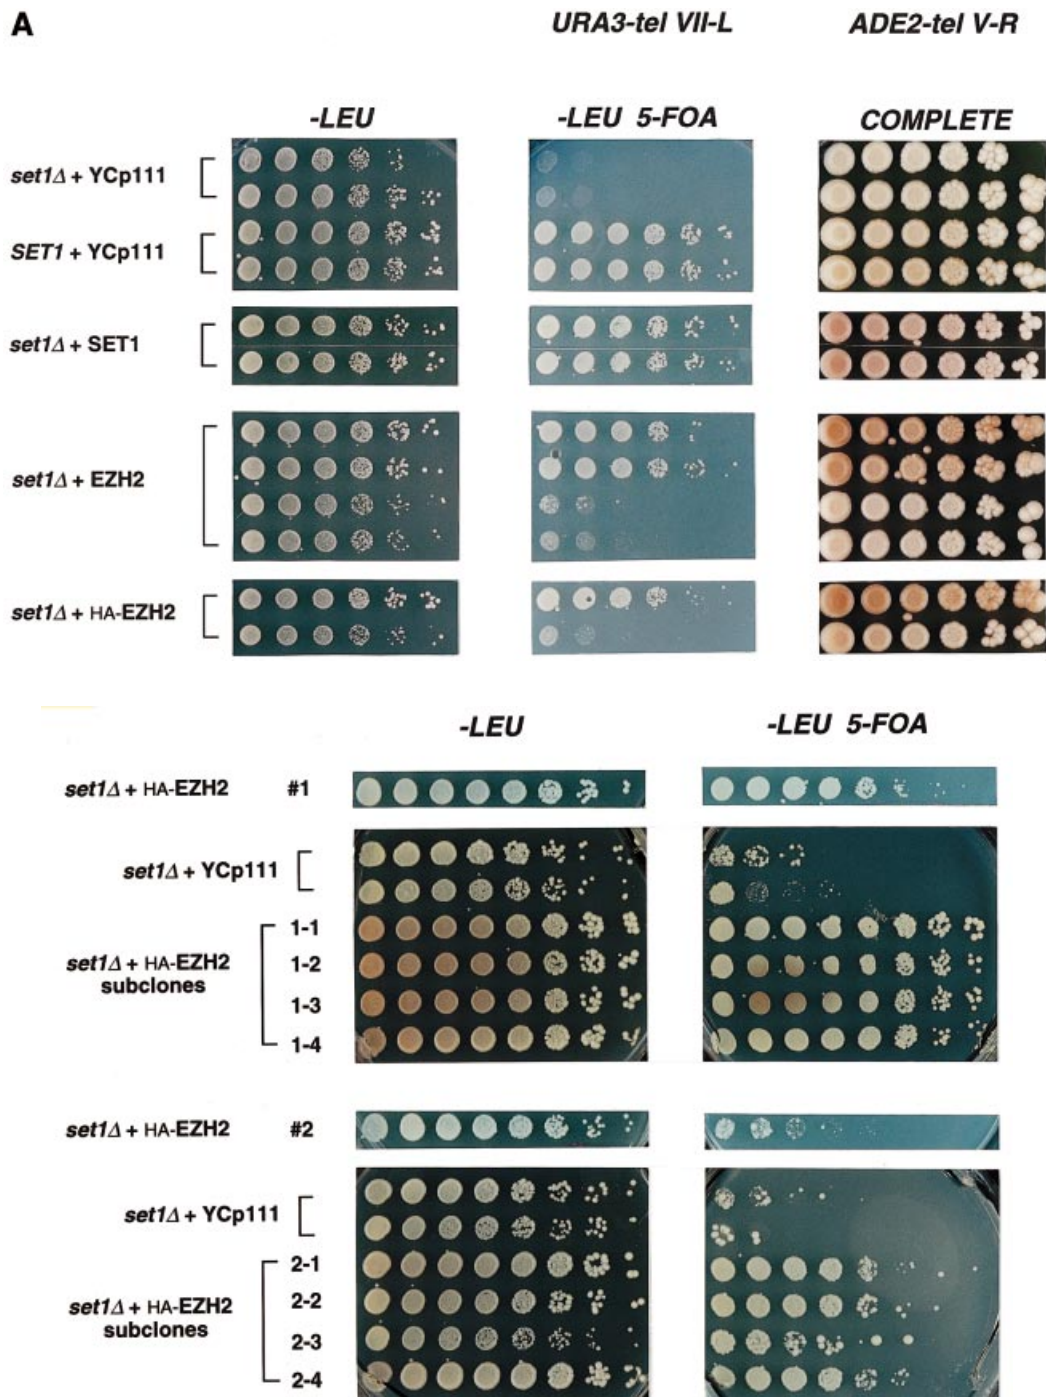 A
URA3-tel VII-L ADE2-tel V-R
-LEU -LEU 5-FOA COMPLETE
set1Δ + YCp111
SET1 + YCp111
set1Δ + SET1
set1Δ + EZH2
set1Δ + HA-EZH2
-LEU -LEU 5-FOA
set1Δ + HA-EZH2 #1
set1Δ + YCp111
1-1
set1Δ + HA-EZH2 1-2
subclones
1-3
1-4
set1Δ + HA-EZH2 #2
set1Δ + YCp111
2-1
2-2
set1Δ + HA-EZH2
subclones
2-3
2-4